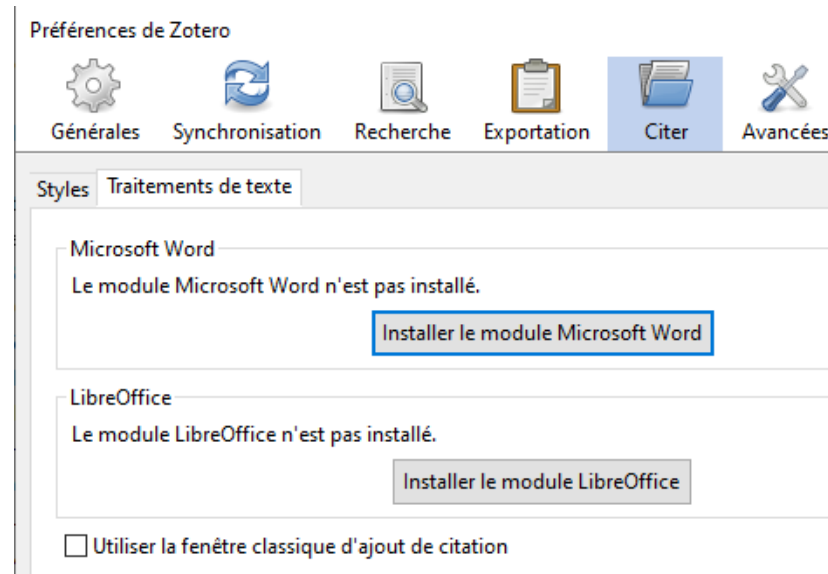 Préférences de Zotero
Générales Synchronisation Recherche Exportation Citer Avancées
Styles Traitements de texte
Microsoft Word
Le module Microsoft Word n'est pas installé.
Installer le module Microsoft Word
LibreOffice
Le module LibreOffice n'est pas installé.
Installer le module LibreOffice
Utiliser la fenêtre classique d'ajout de citation